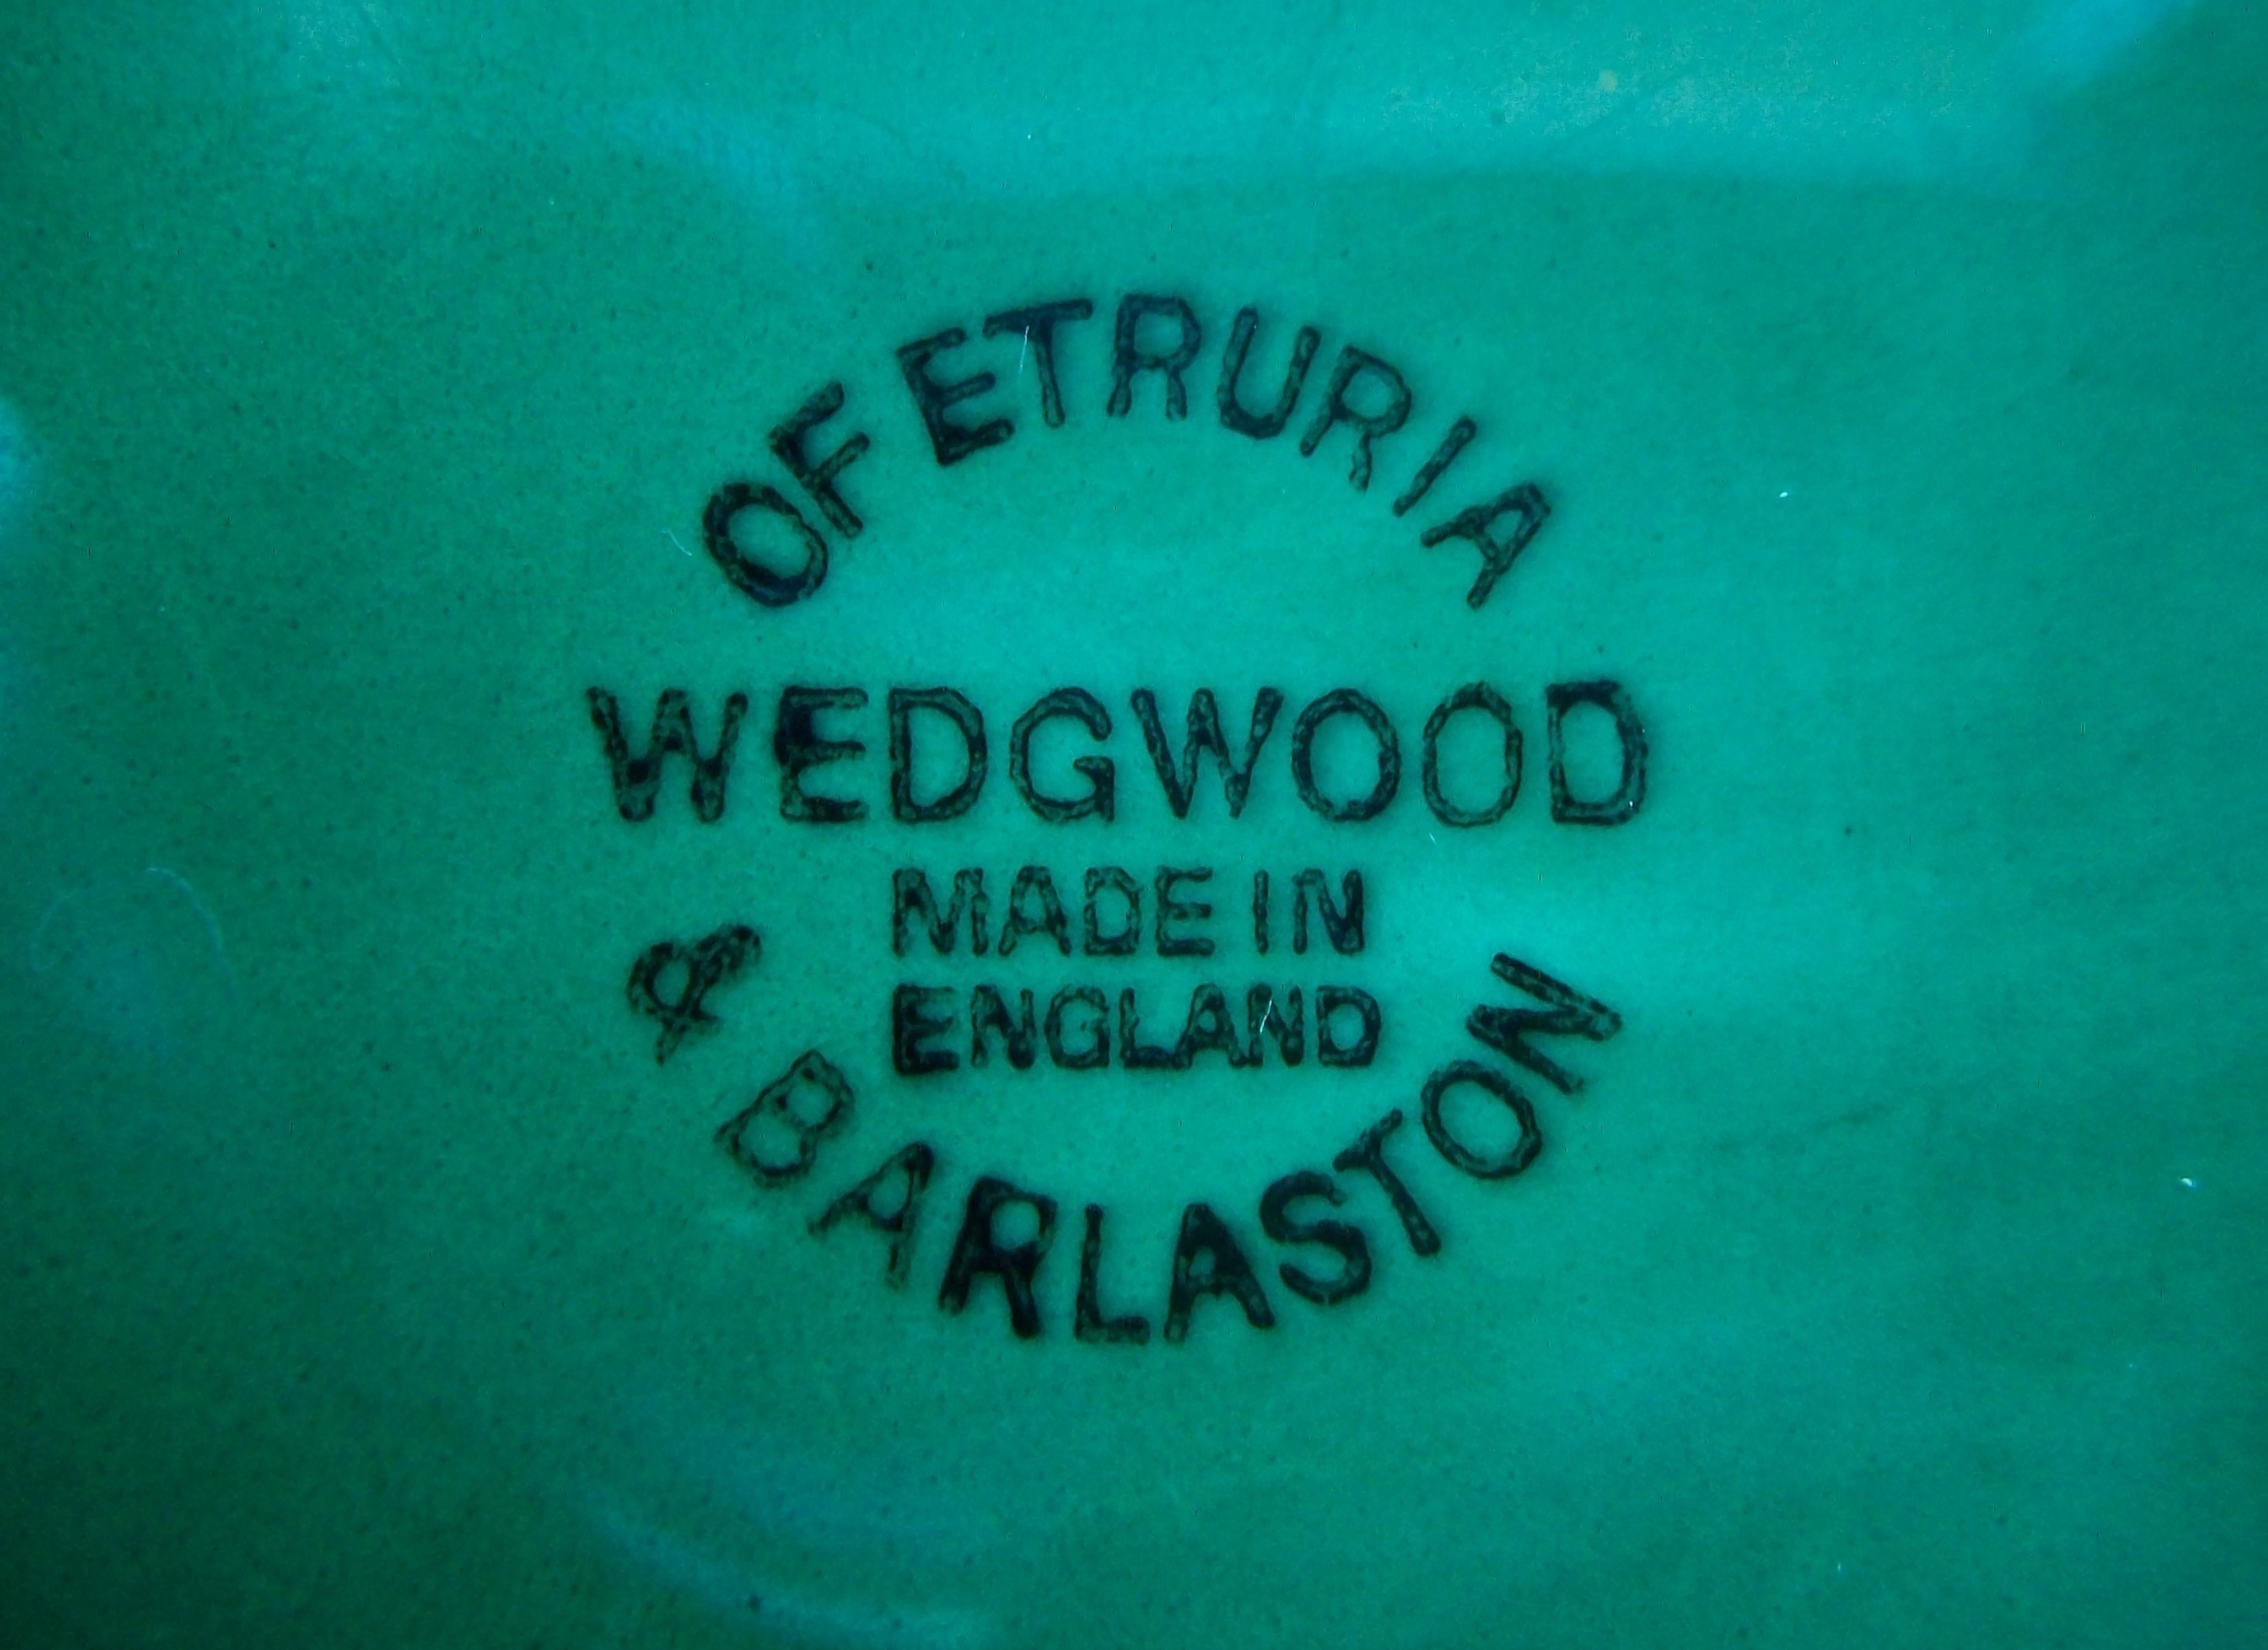 OF ETRURIA
WEDGWOOD
MADE IN
ENGLAND
& BARLASTON